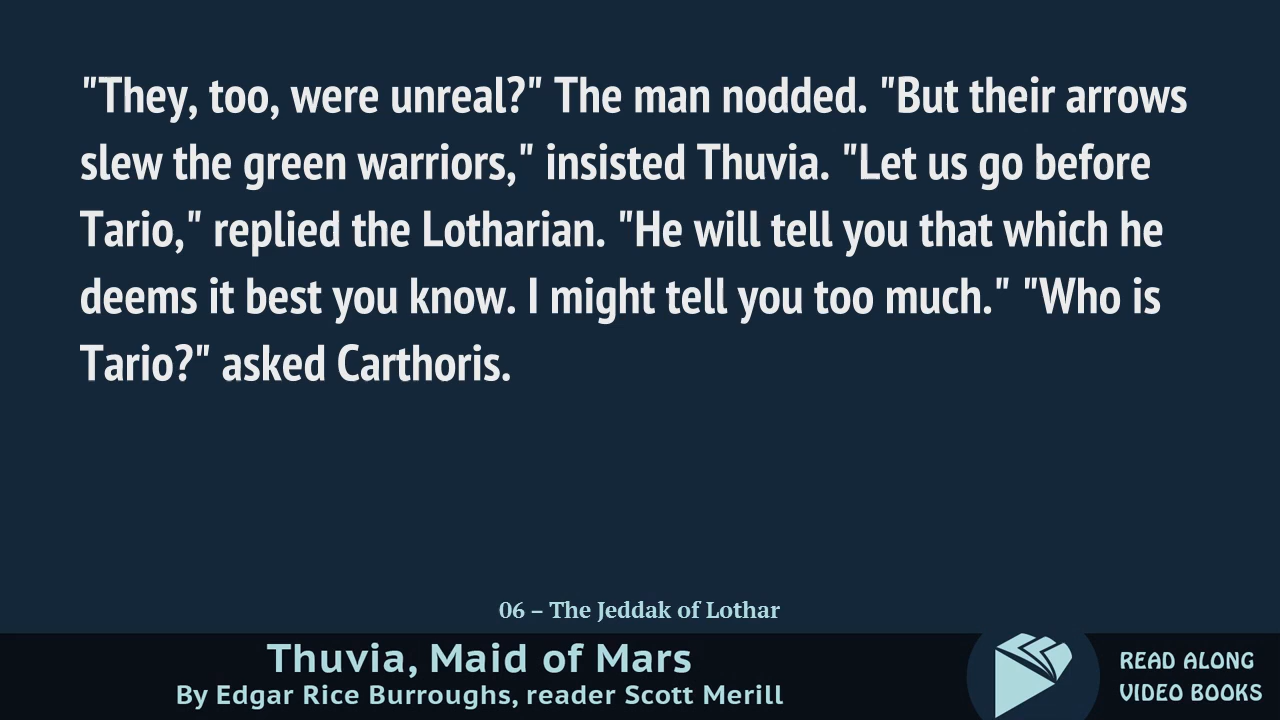 "They, too, were unreal?" The man nodded. "But their arrows
slew the green warriors," insisted Thuvia. "Let us go before
Tario," replied the Lotharian. "He will tell you that which he
deems it best you know. I might tell you too much." "Who is
Tario?" asked Carthoris.
06 – The Jeddak of Lothar
Thuvia, Maid of Mars
By Edgar Rice Burroughs, reader Scott Merill
READ ALONG
VIDEO BOOKS